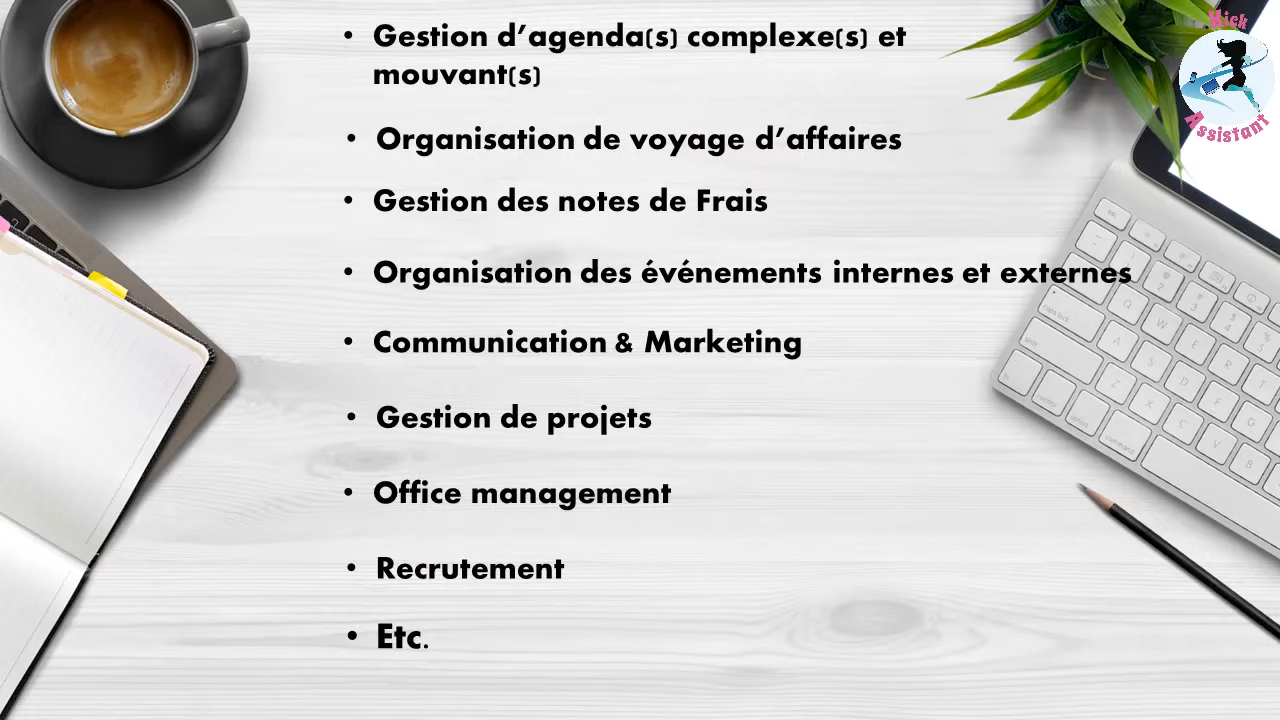 Kick
Assistant
• Gestion d’agenda(s) complexe(s) et
mouvant(s)
• Organisation de voyage d’affaires
• Gestion des notes de Frais
• Organisation des événements internes et externes
• Communication & Marketing
• Gestion de projets
• Office management
• Recrutement
• Etc.